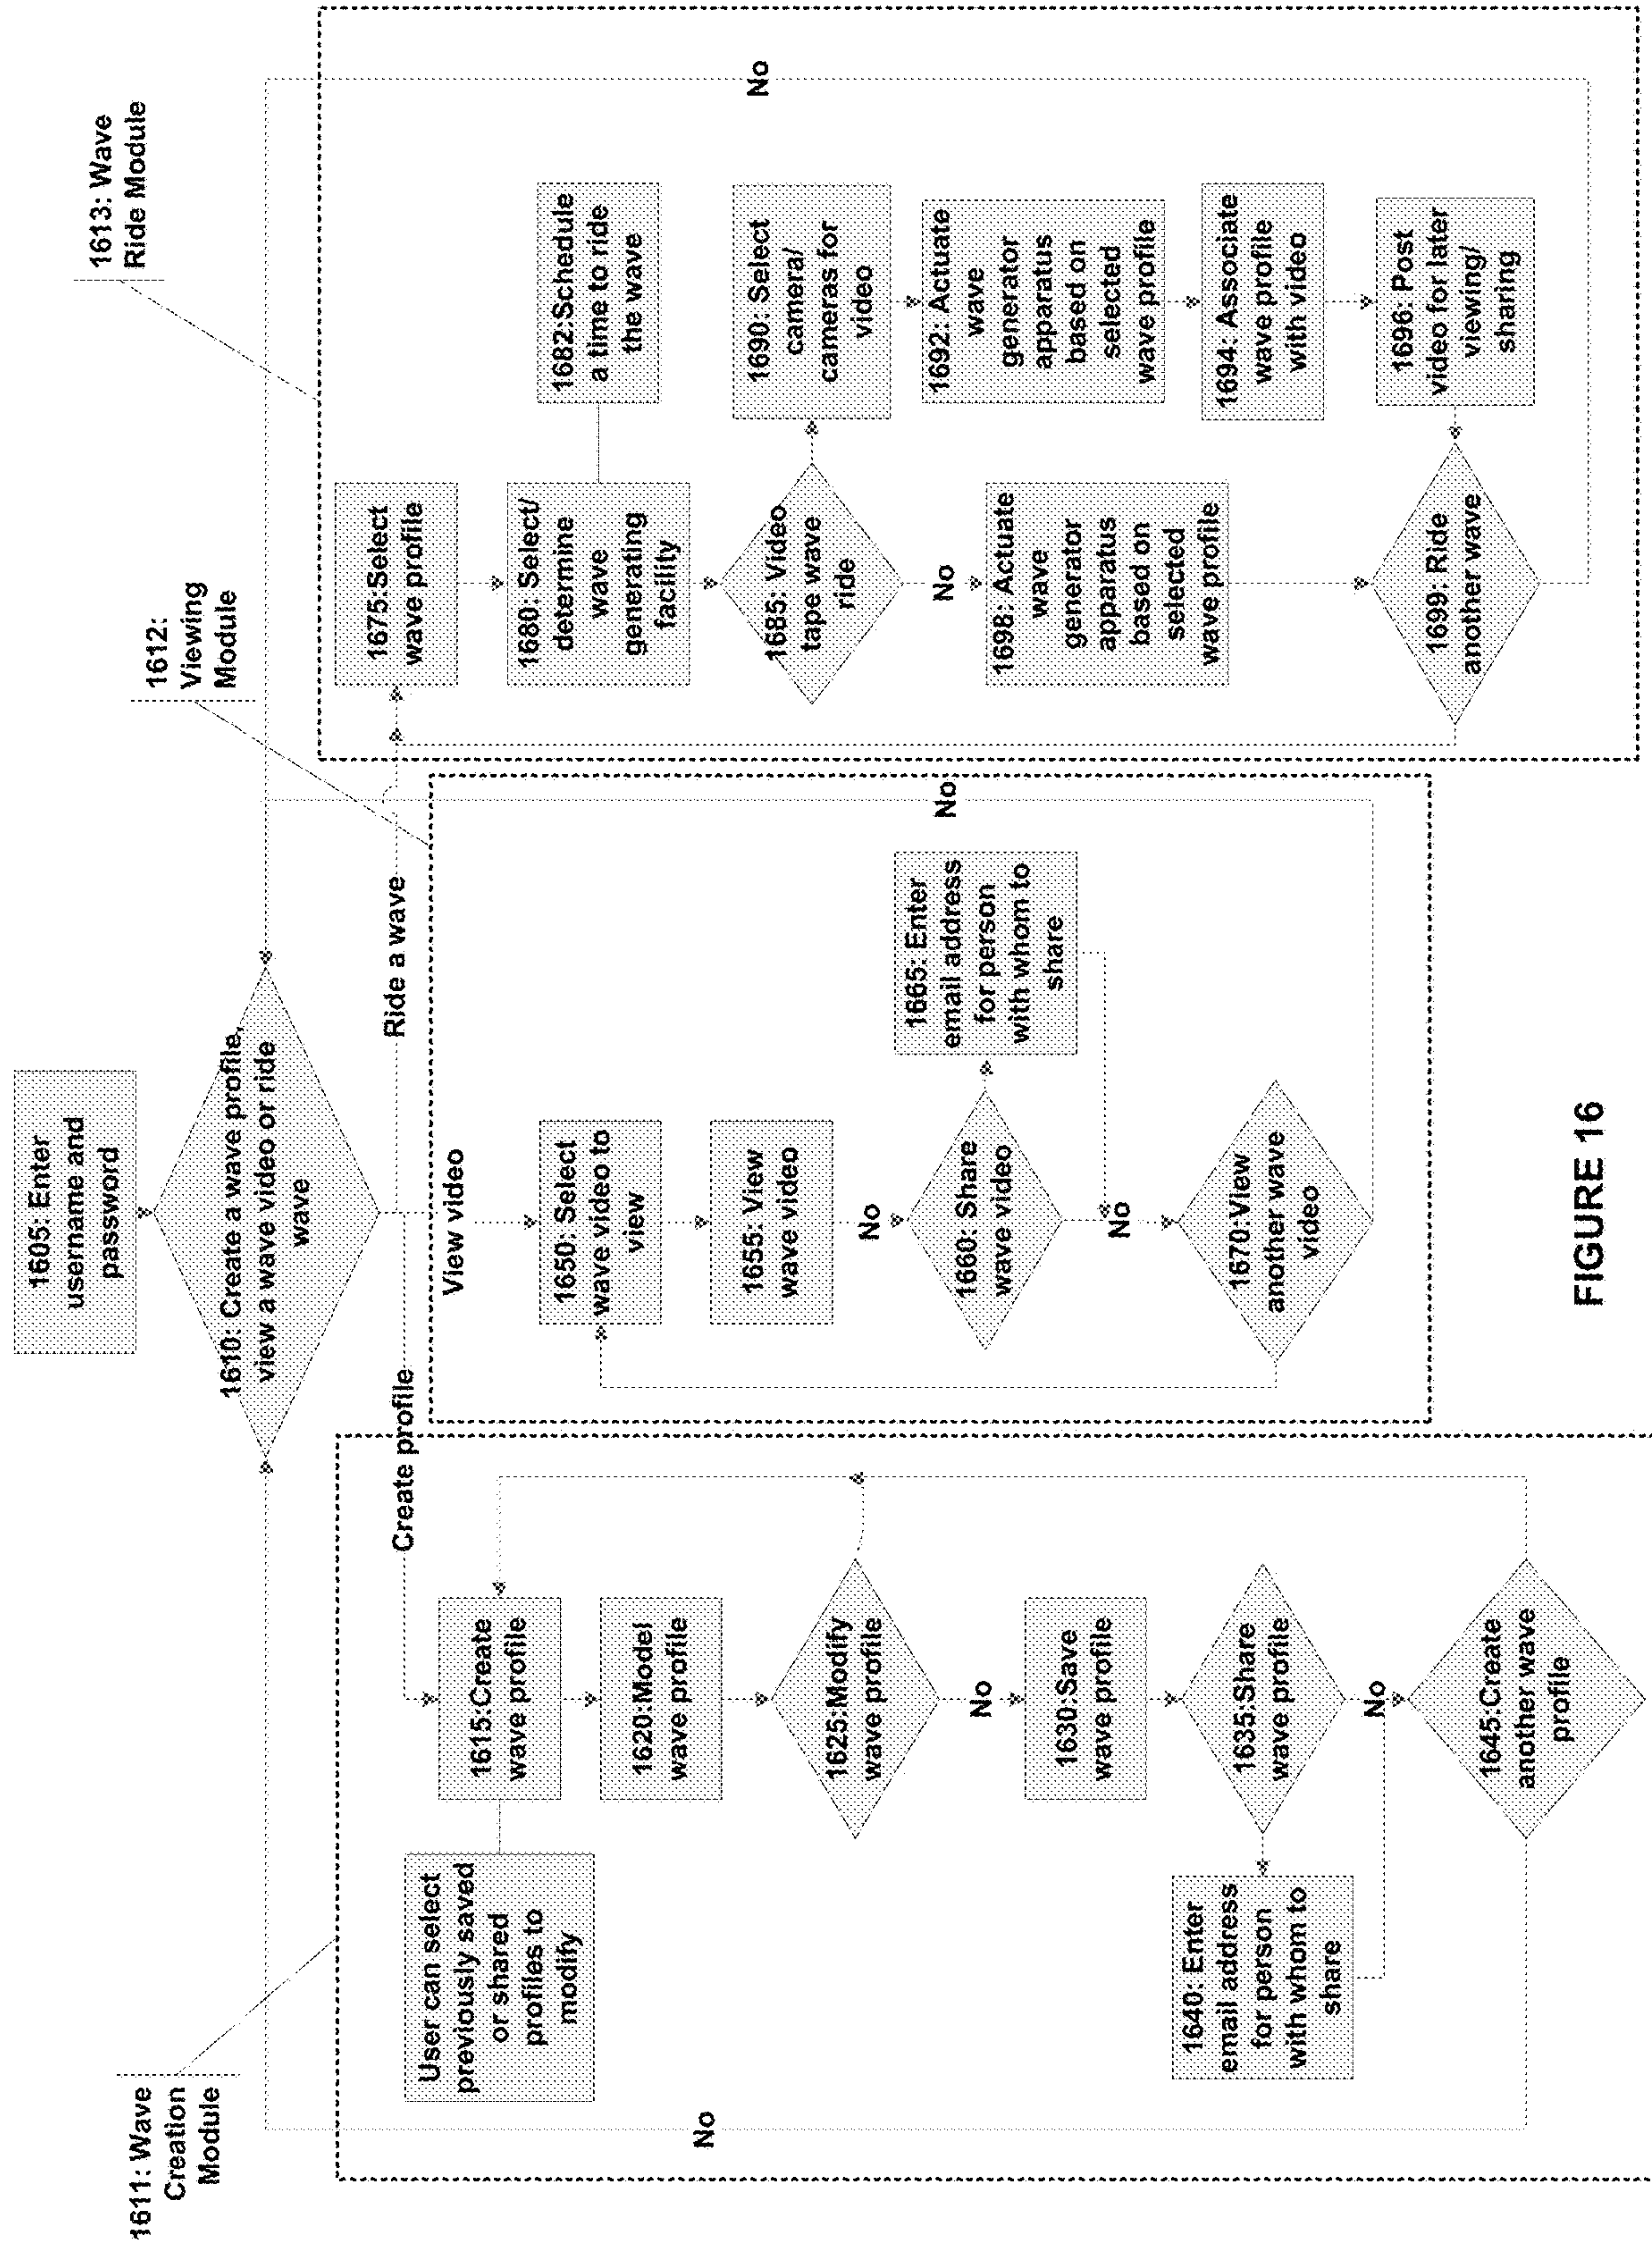 1605: Enter
username and
password
1610: Create a wave profile,
view a wave video or ride
wave
1611: Wave
Creation
Module
1612:
Viewing
Module
1613: Wave
Ride Module
Create profile
View video
Ride a wave
User can select
previously saved
or shared
profiles to
modify
1615:Create
wave profile
1620:Model
wave profile
1625:Modify
wave profile
No
1630:Save
wave profile
1635:Share
wave profile
1640: Enter
email address
for person
with whom to
share
No
1645:Create
another wave
profile
No
1650: Select
wave video to
view
1655: View
wave video
No
1660: Share
wave video
1665: Enter
email address
for person
with whom to
share
No
1670:View
another wave
video
No
1675:Select
wave profile
1680: Select/
determine
wave
generating
facility
1682:Schedule
a time to ride
the wave
1685: Video
tape wave
ride
1690: Select
camera/
cameras for
video
1692: Actuate
wave
generator
apparatus
based on
selected
wave profile
1694: Associate
wave profile
with video
1696: Post
video for later
viewing/
sharing
No
1698: Actuate
wave
generator
apparatus
based on
selected
wave profile
1699: Ride
another wave
No
FIGURE 16